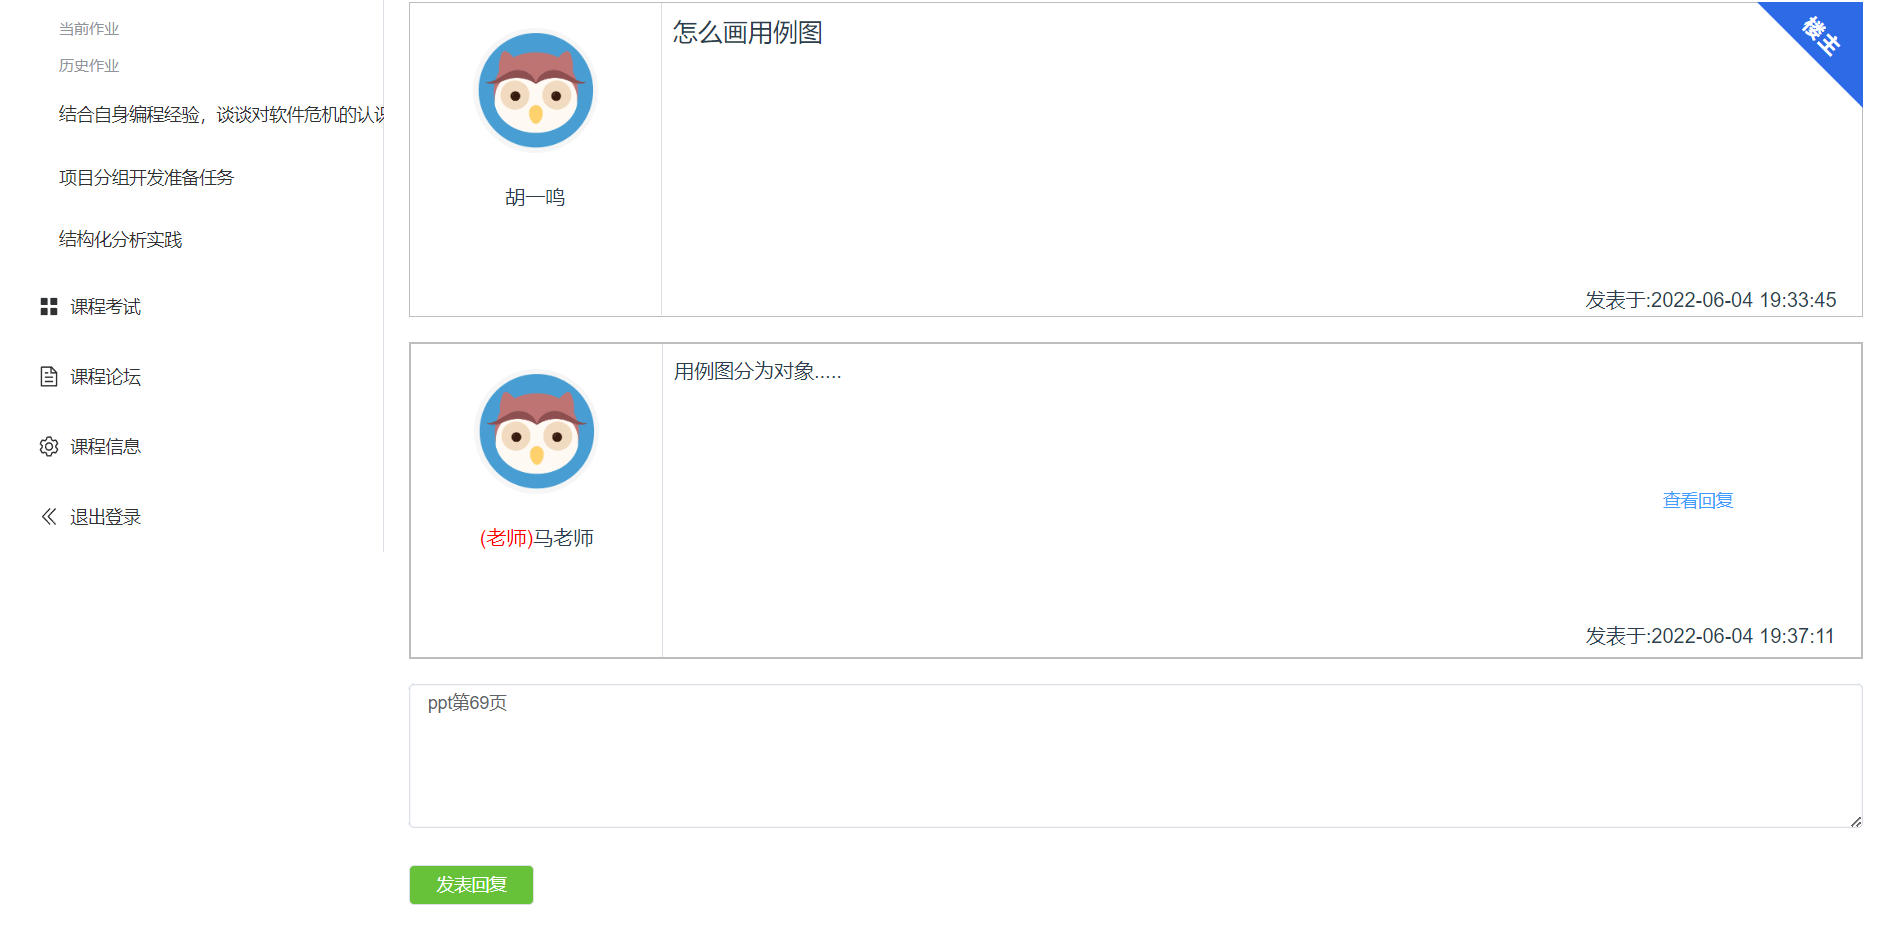 当前作业
历史作业
结合自身编程经验，谈谈对软件危机的认
项目分组开发准备任务
结构化分析实践
课程考试
课程论坛
课程信息
退出登录
胡一鸣
怎么画用例图
楼主
发表于:2022-06-04 19:33:45
(老师)马老师
用例图分为对象.....
查看回复
发表于:2022-06-04 19:37:11
ppt第69页
发表回复